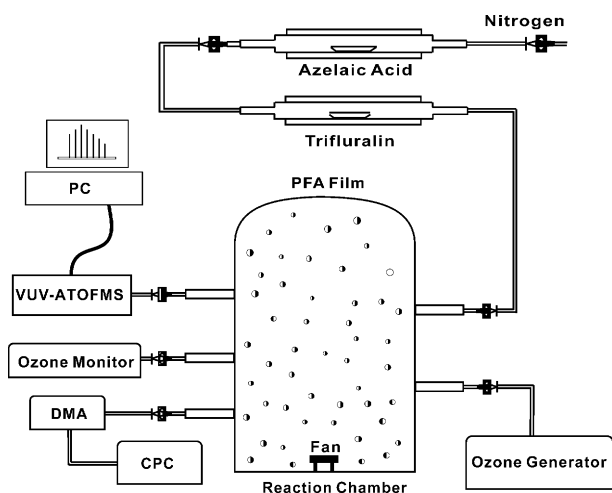 Nitrogen
Azelaic Acid
Trifluralin
PC
PFA Film
VUV-ATOFMS
Ozone Monitor
DMA
CPC
Fan
Ozone Generator
Reaction Chamber